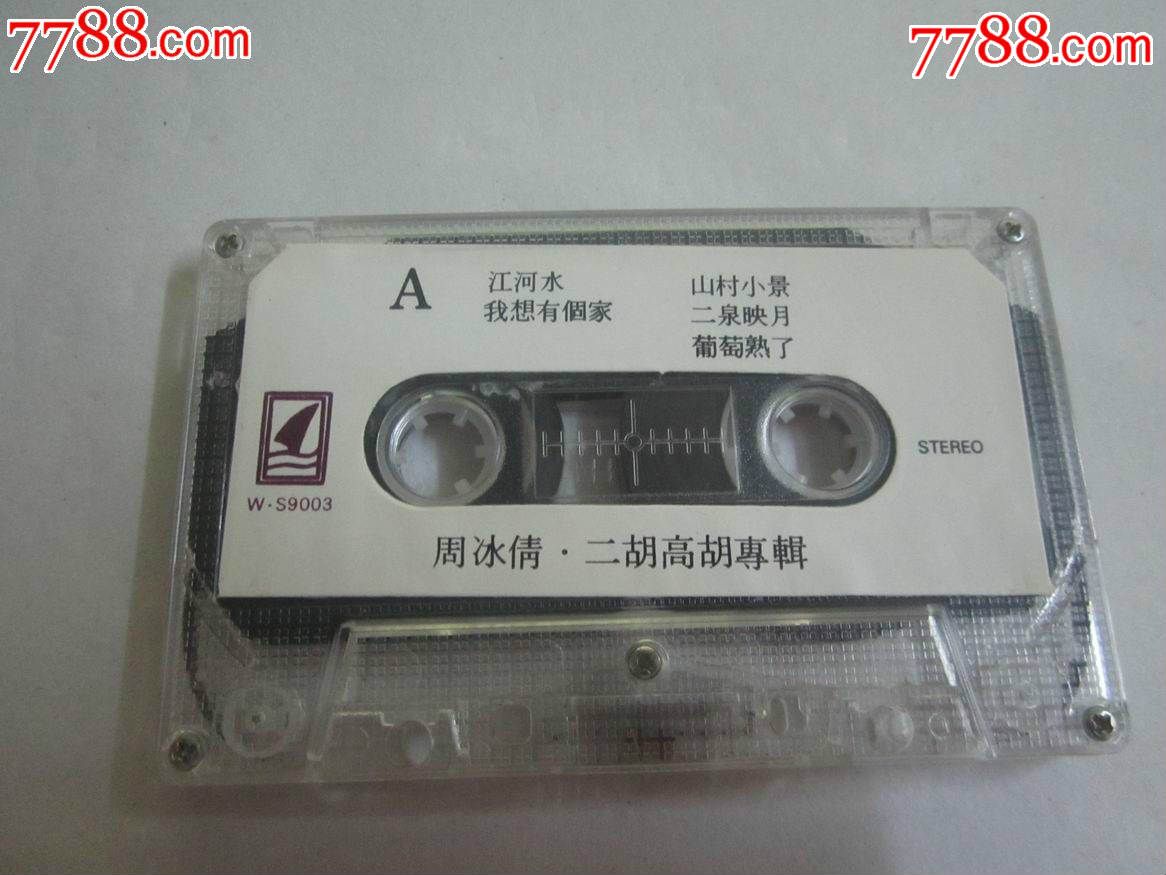 7788.com
7788.com
A
江河水
我想有個家
山村小景
二泉映月
葡萄熟了
STEREO
W·S9003
周冰倩·二胡高胡專輯